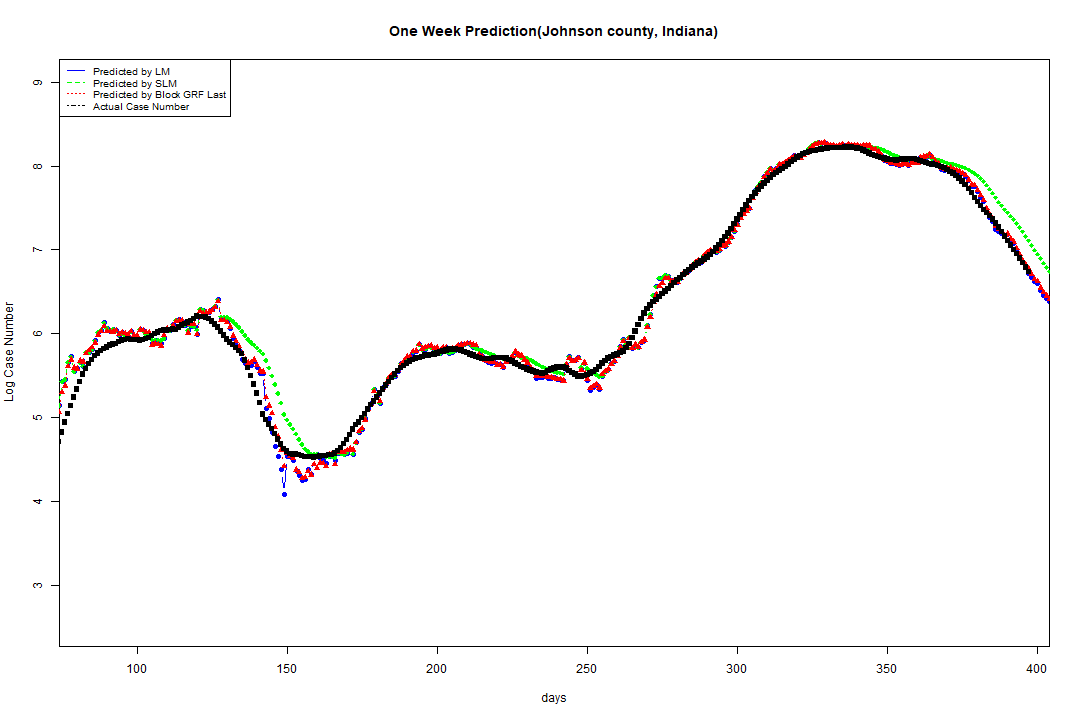 One Week Prediction(Johnson county, Indiana)
Predicted by LM
Predicted by SLM
Predicted by Block GRF Last
Actual Case Number
9
8
7
6
5
4
3
Log Case Number
100 150 200 250 300 350 400
days